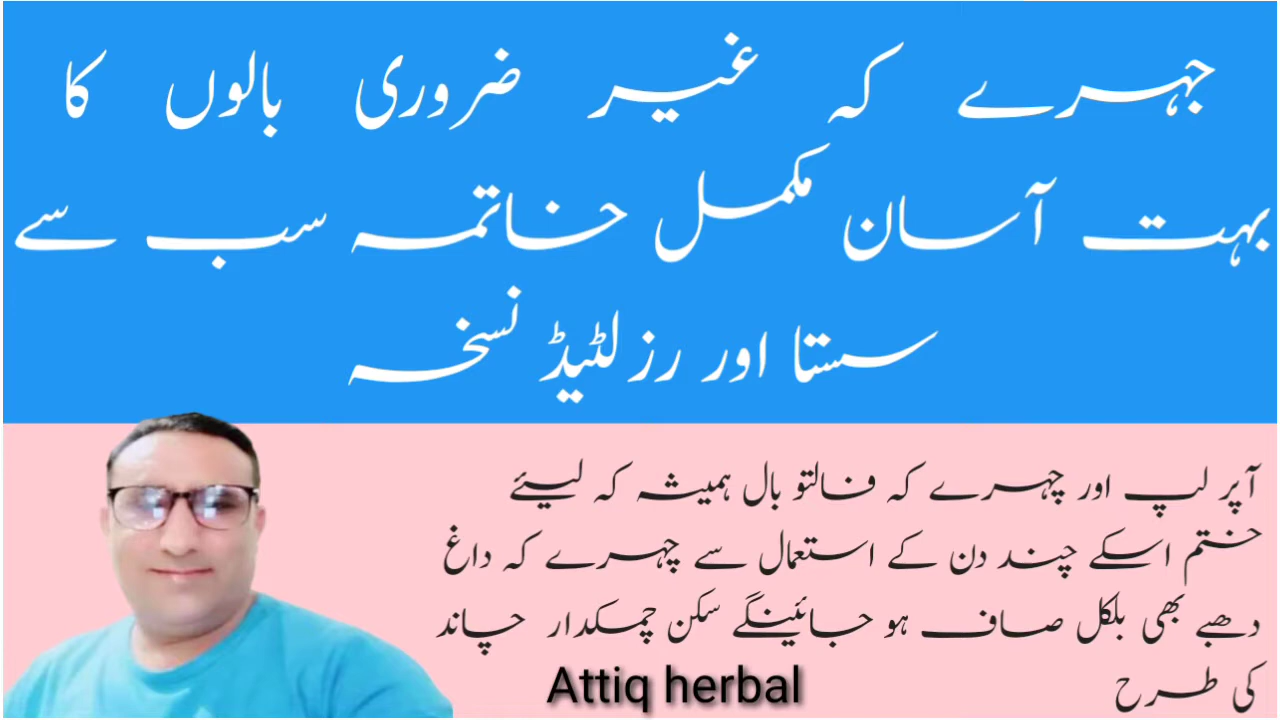 جہرے کہ غیر ضروری بالوں کا
بہت آسان مکمل خاتمہ سب سے
سستا اور رزلٹیڈ نسخہ
آپر لپ اور چہرے کہ فالتو بال ہمیشہ کہ لیئے
ختم اسکے چند دن کے استعمال سے چہرے کہ داغ
دھبے بھی بلکل صاف ہو جائینگے سکن چمکدار چاند
کی طرح
Attiq herbal